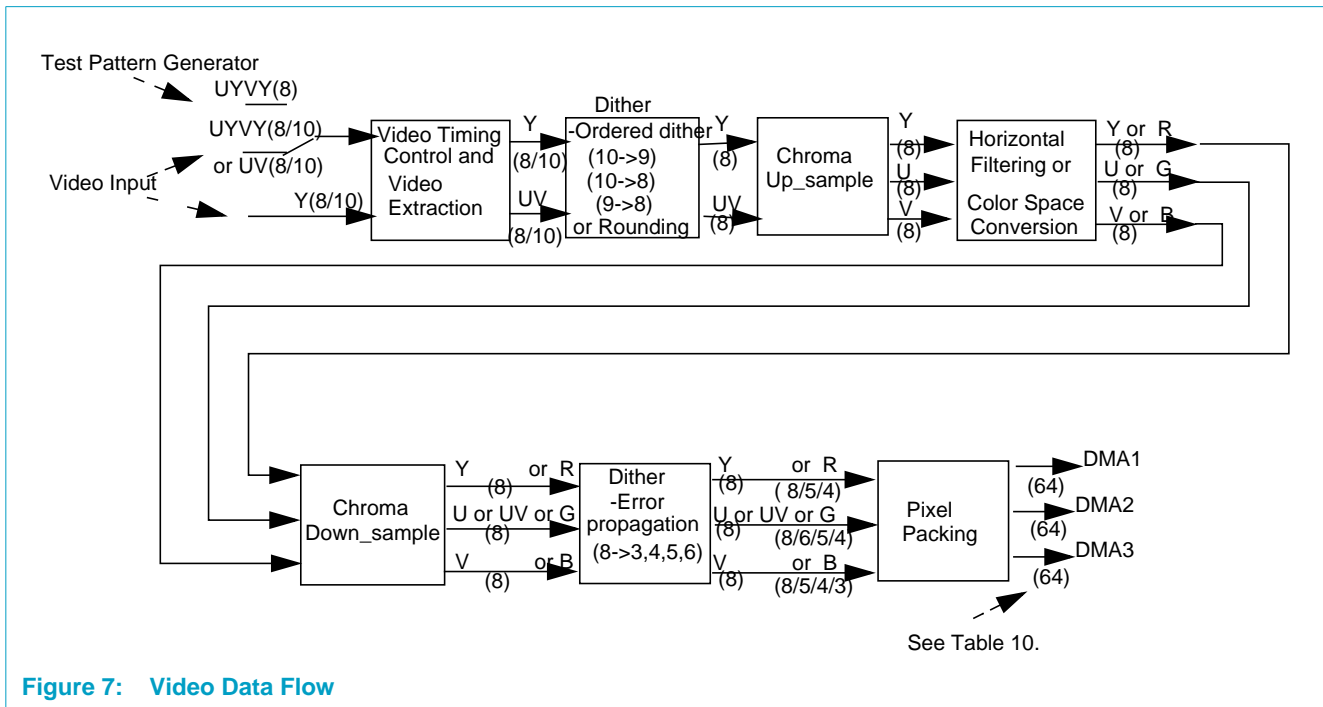 Test Pattern Generator
UYVY(8)
UYVY(8/10)
or UV(8/10)
Video Input
Y(8/10)
Video Timing
Control and
Video
Extraction
Y
(8/10)
UV
(8/10)
Dither
-Ordered dither
(10->9)
(10->8)
(9->8)
or Rounding
Y
(8)
UV
(8)
Chroma
Up_sample
Y
(8)
U
(8)
V
(8)
Horizontal
Filtering or
Color Space
Conversion
Y or R
(8)
U or G
(8)
V or B
(8)
Chroma
Down_sample
Y or R
(8)
U or UV or G
(8)
V or B
(8)
Dither
-Error
propagation
(8->3,4,5,6)
Y or R
(8) ( 8/5/4)
U or UV or G
(8) (8/6/5/4)
V or B
(8) (8/5/4/3)
Pixel
Packing
DMA1
(64)
DMA2
(64)
DMA3
(64)
See Table 10.
Figure 7: Video Data Flow